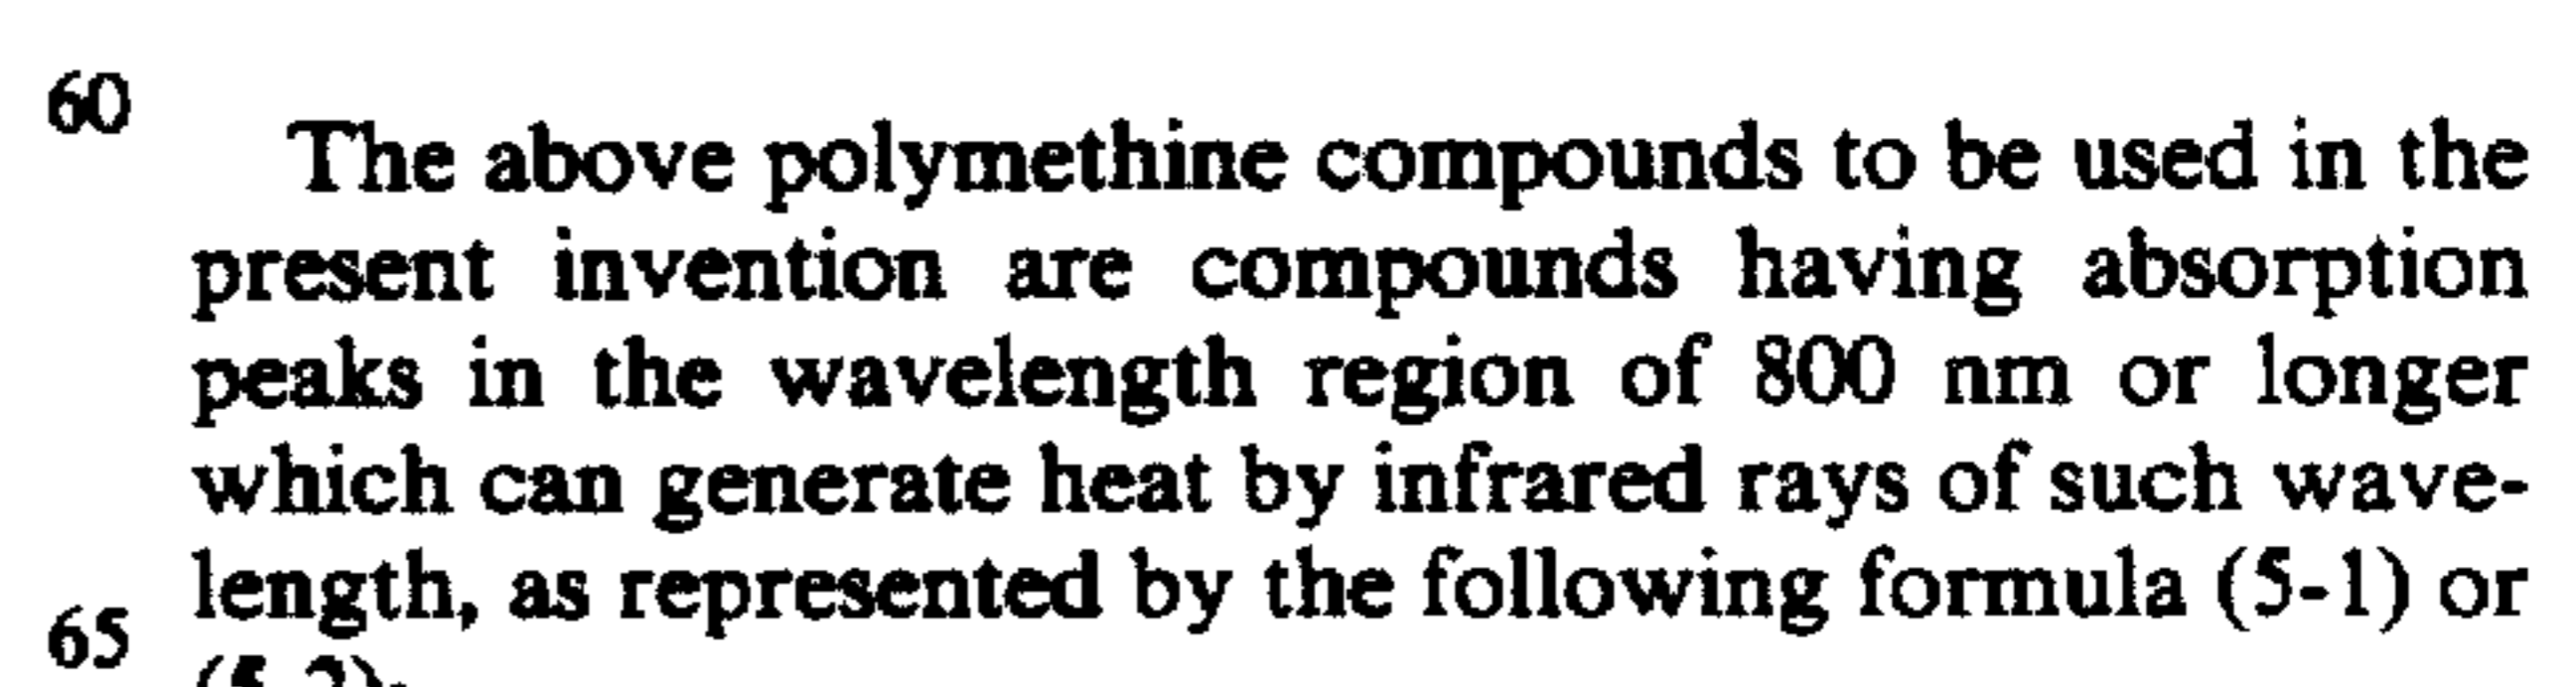 60
The above polymethine compounds to be used in the
present invention are compounds having absorption
peaks in the wavelength region of 800 nm or longer
which can generate heat by infrared rays of such wave-
length, as represented by the following formula (5-1) or
65